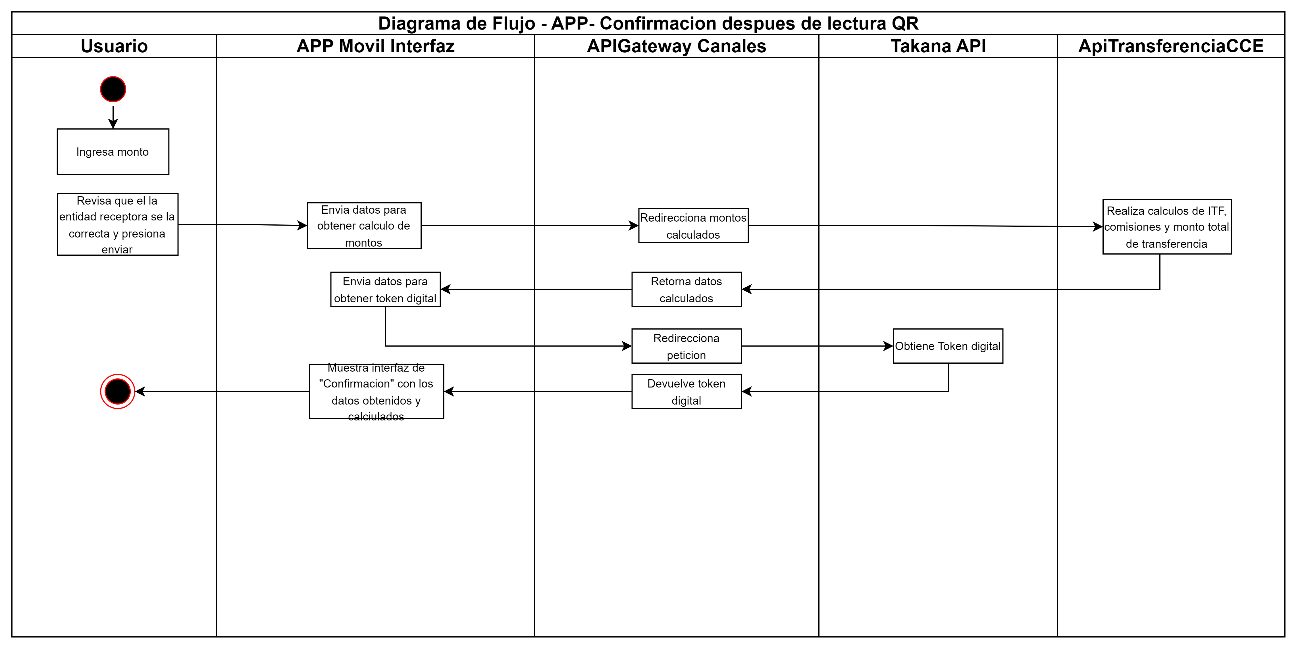 Diagrama de Flujo - APP- Confirmacion despues de lectura QR
Usuario
APP Movil Interfaz
APIGateway Canales
Takana API
ApiTransferenciaCCE
Ingresa monto
Revisa que el la
entidad receptora se la
correcta y presiona
enviar
Envia datos para
obtener calculo de
montos
Redirecciona montos
calculados
Realiza calculos de ITF,
comisiones y monto total
de transferencia
Envia datos para
obtener token digital
Retorna datos
calculados
Redirecciona
peticion
Obtiene Token digital
Muestra interfaz de
"Confirmacion" con los
datos obtenidos y
calciulados
Devuelve token
digital